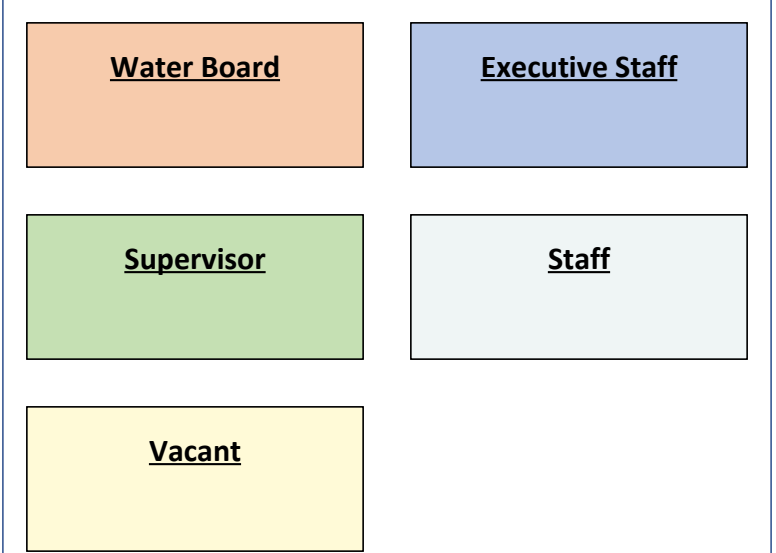 Water Board
Executive Staff
Supervisor
Staff
Vacant